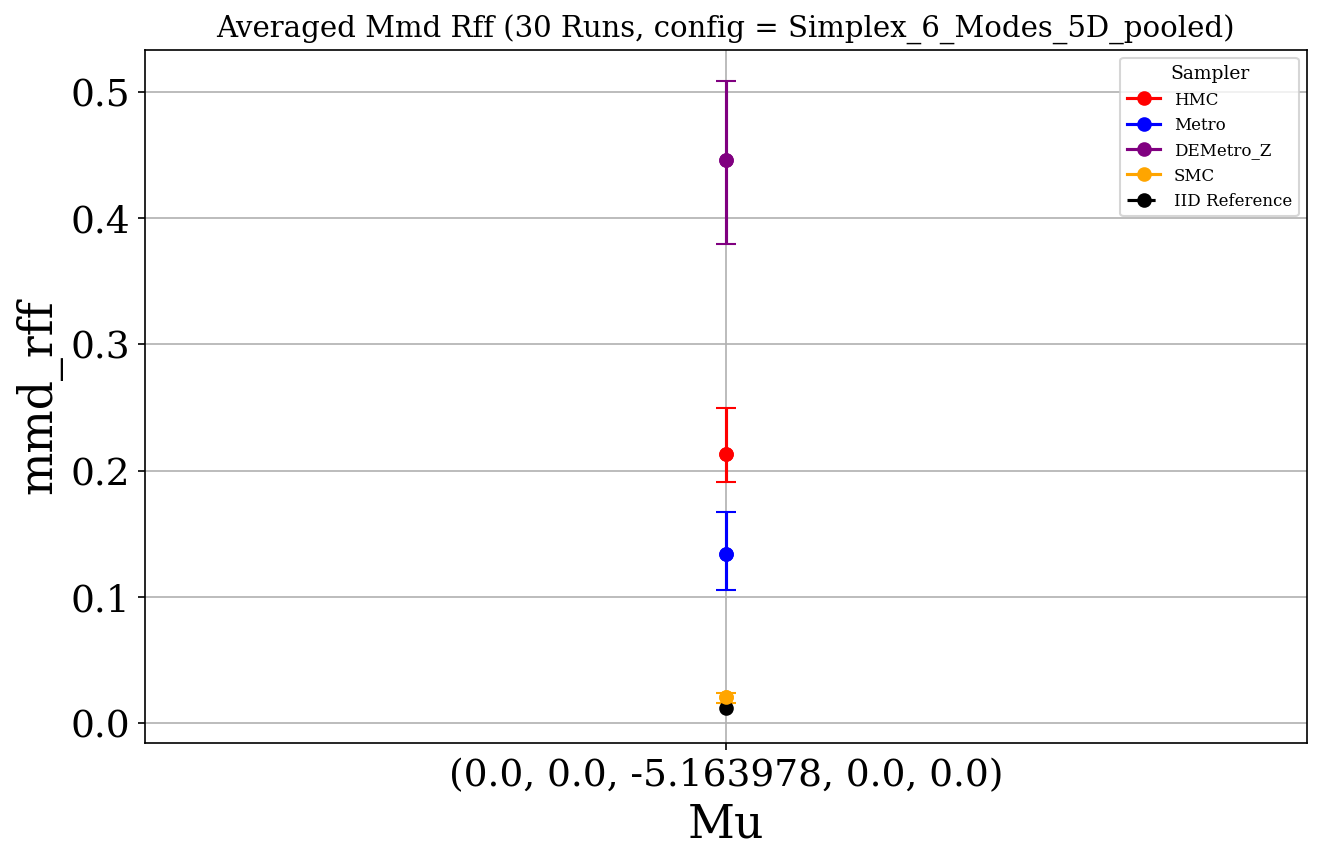 Averaged Mmd Rff (30 Runs, config = Simplex_6_Modes_5D_pooled)
Sampler
HMC
Metro
DEMetro_Z
SMC
IID Reference
mmd_rff
0.5
0.4
0.3
0.2
0.1
0.0
(0.0, 0.0, -5.163978, 0.0, 0.0)
Mu